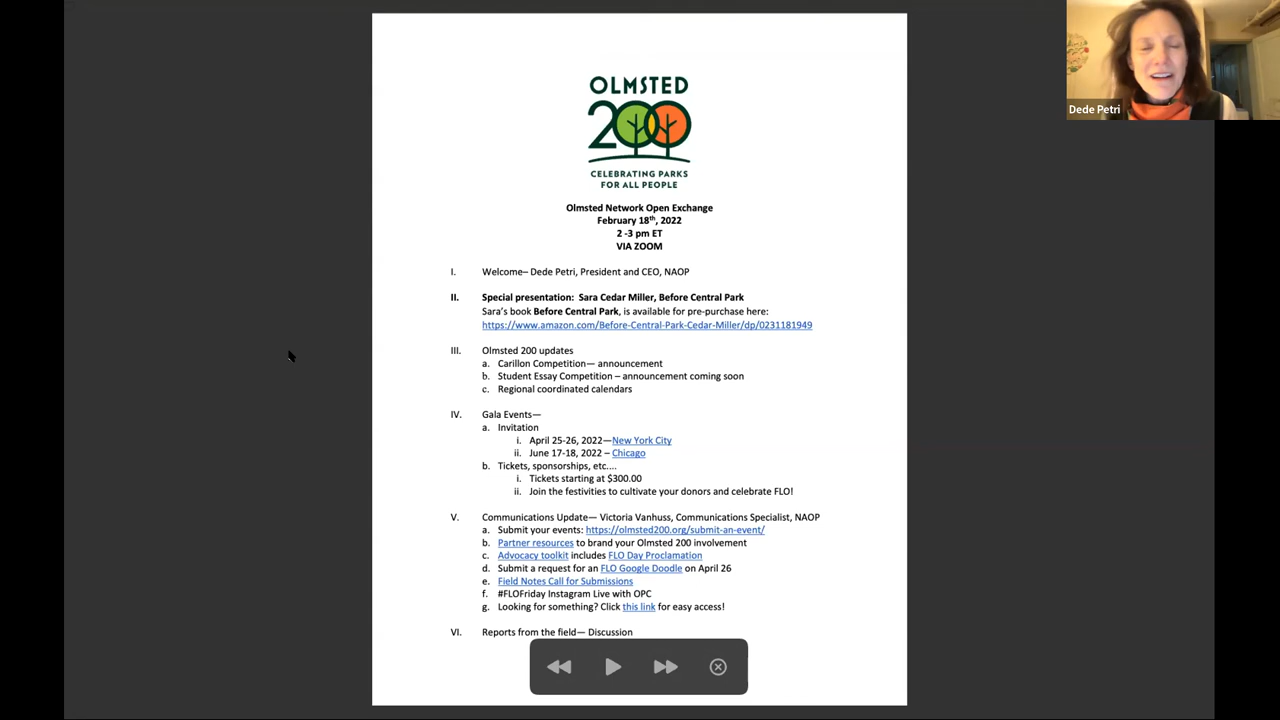 OLMSTED
200
CELEBRATING PARKS
FOR ALL PEOPLE
Dede Petri
Olmsted Network Open Exchange
February 18th, 2022
2 -3 pm ET
VIA ZOOM
I. Welcome– Dede Petri, President and CEO, NAOP
II. Special presentation: Sara Cedar Miller, Before Central Park
Sara's book Before Central Park, is available for pre-purchase here:
https://www.amazon.com/Before-Central-Park-Cedar-Miller/dp/0231181949
III. Olmsted 200 updates
a. Carillon Competition— announcement
b. Student Essay Competition – announcement coming soon
c. Regional coordinated calendars
IV. Gala Events—
a. Invitation
i. April 25-26, 2022—New York City
ii. June 17-18, 2022 – Chicago
b. Tickets, sponsorships, etc....
i. Tickets starting at $300.00
ii. Join the festivities to cultivate your donors and celebrate FLO!
V. Communications Update— Victoria Vanhuss, Communications Specialist, NAOP
a. Submit your events: https://olmsted200.org/submit-an-event/
b. Partner resources to brand your Olmsted 200 involvement
c. Advocacy toolkit includes FLO Day Proclamation
d. Submit a request for an FLO Google Doodle on April 26
e. Field Notes Call for Submissions
f. #FLOFriday Instagram Live with OPC
g. Looking for something? Click this link for easy access!
VI. Reports from the field— Discussion